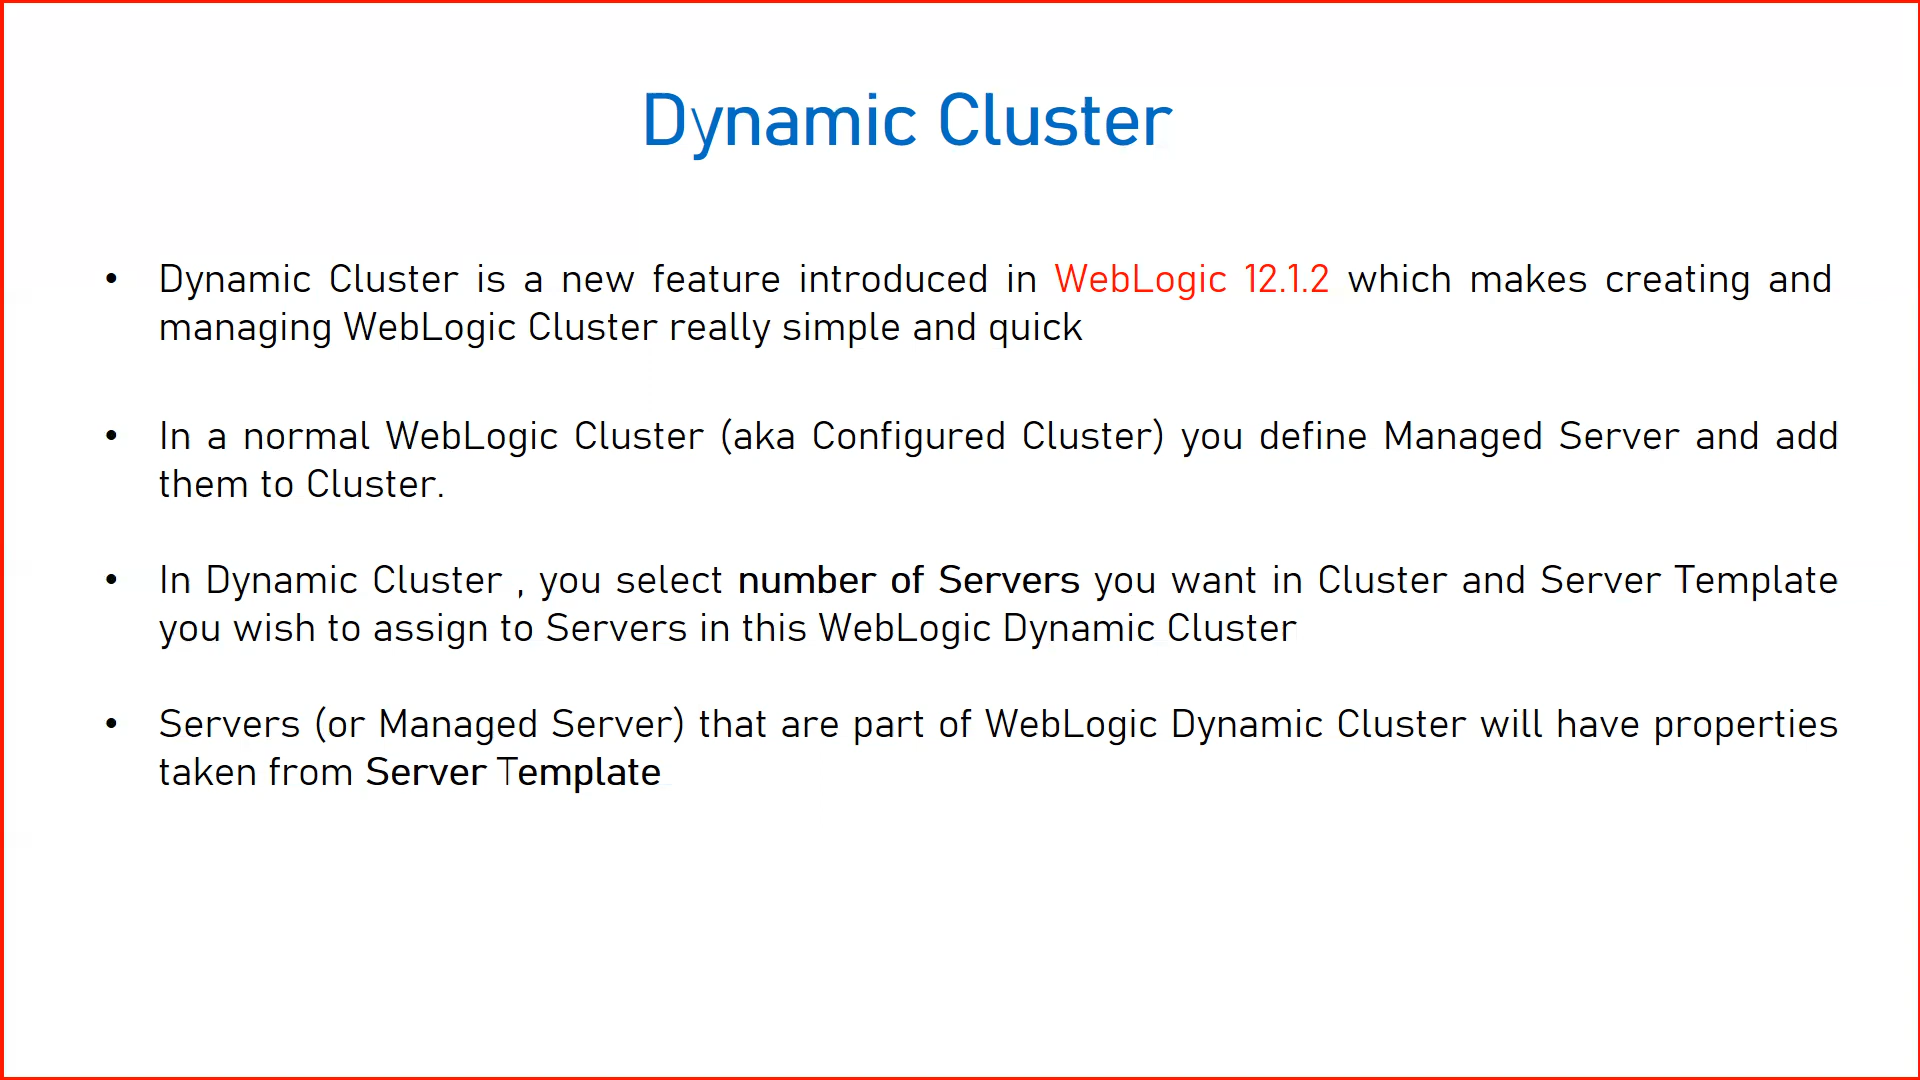 Dynamic Cluster
• Dynamic Cluster is a new feature introduced in WebLogic 12.1.2 which makes creating and
managing WebLogic Cluster really simple and quick
• In a normal WebLogic Cluster (aka Configured Cluster) you define Managed Server and add
them to Cluster.
• In Dynamic Cluster , you select number of Servers you want in Cluster and Server Template
you wish to assign to Servers in this WebLogic Dynamic Cluster
• Servers (or Managed Server) that are part of WebLogic Dynamic Cluster will have properties
taken from Server Template